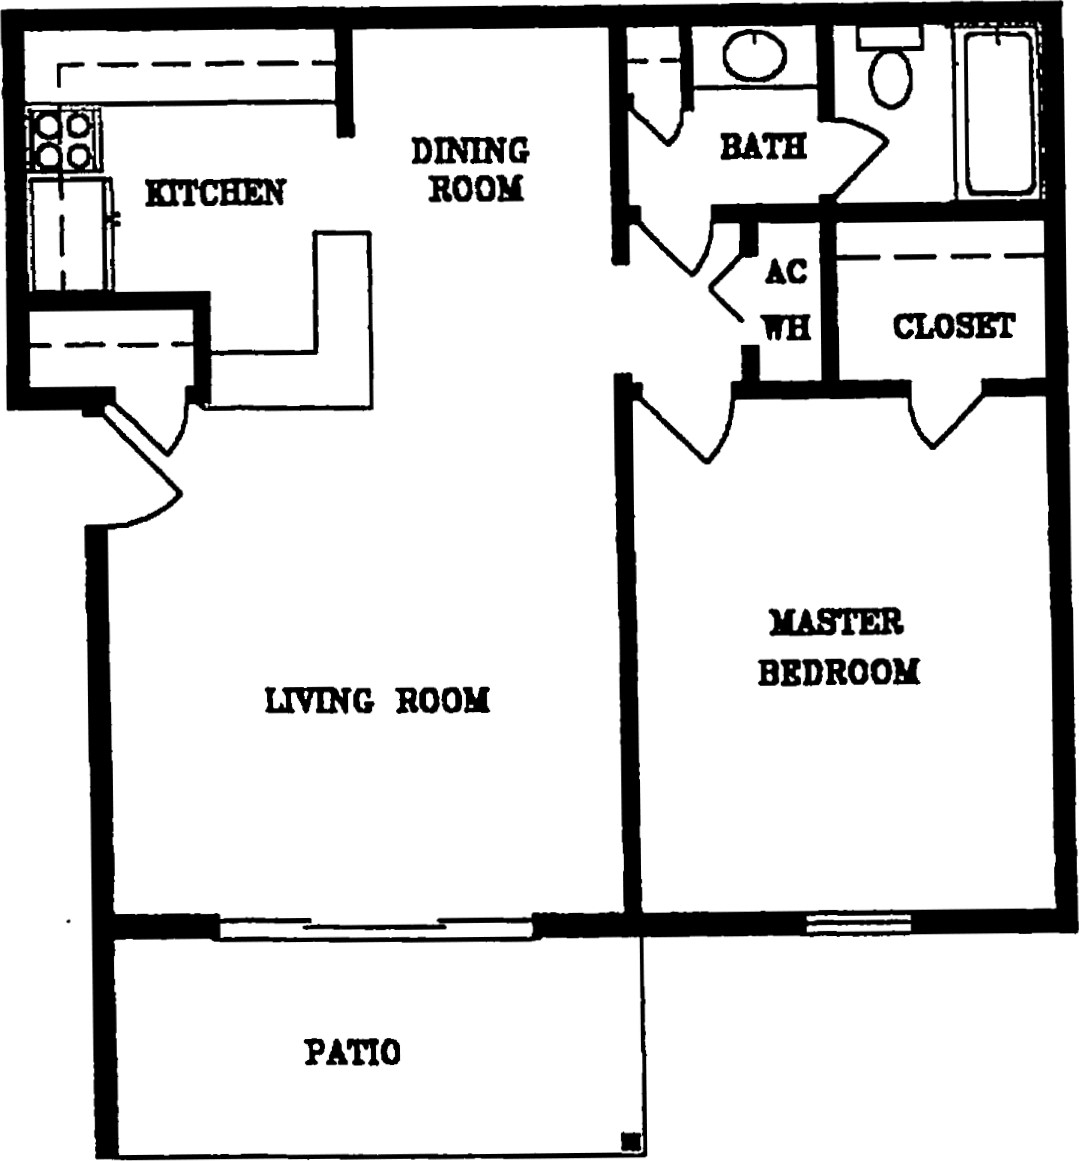 DINING
ROOM
BATH
KITCHEN
AC
WH
CLOSET
MASTER
BEDROOM
LIVING ROOM
PATIO